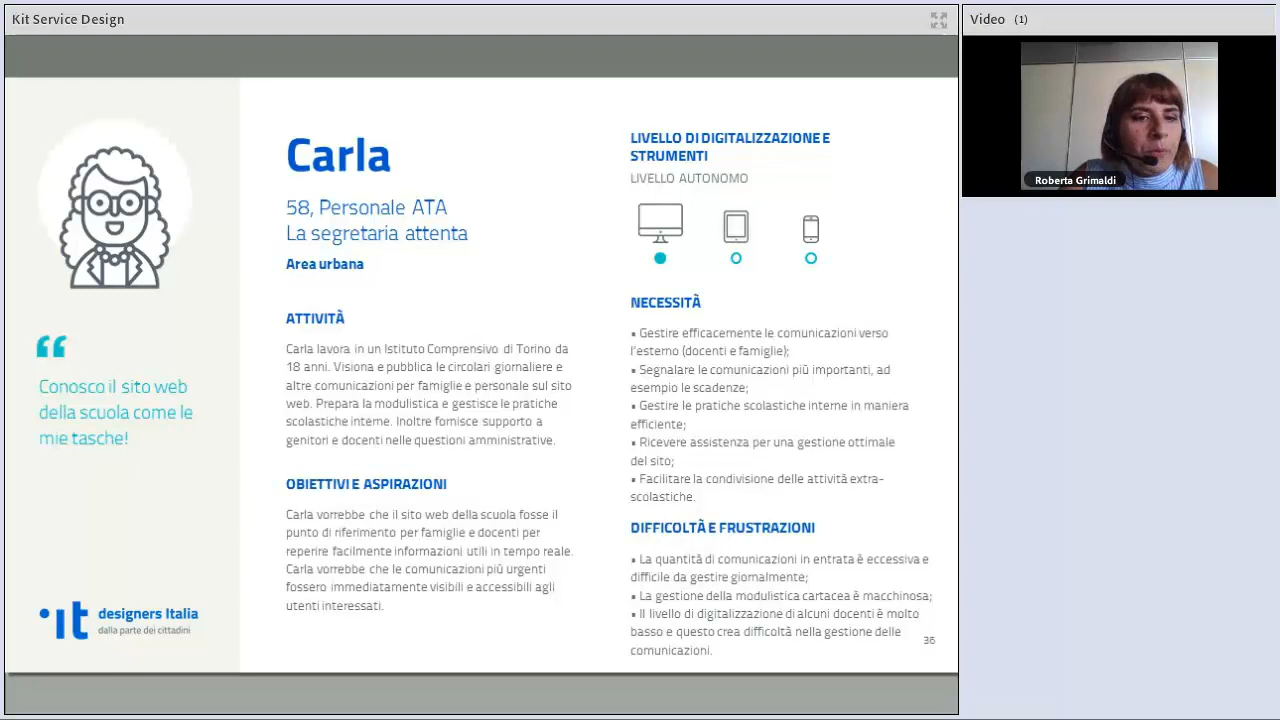 Kit Service Design
Video (1)
Roberta Grimaldi
“
Conosco il sito web
della scuola come le
mie tasche!
it designers Italia
dalla parte dei cittadini
Carla
58, Personale ATA
La segretaria attenta
Area urbana
ATTIVITÀ
Carla lavora in un Istituto Comprensivo di Torino da
18 anni. Visiona e pubblica le circolari giornaliere e
altre comunicazioni per famiglie e personale sul sito
web. Prepara la modulistica e gestisce le pratiche
scolastiche interne. Inoltre fornisce supporto a
genitori e docenti nelle questioni amministrative.
OBIETTIVI E ASPIRAZIONI
Carla vorrebbe che il sito web della scuola fosse il
punto di riferimento per famiglie e docenti per
reperire facilmente informazioni utili in tempo reale.
Carla vorrebbe che le comunicazioni più urgenti
fossero immediatamente visibili e accessibili agli
utenti interessati.
LIVELLO DI DIGITALIZZAZIONE E
STRUMENTI
LIVELLO AUTONOMO
NECESSITÀ
▪ Gestire efficacemente le comunicazioni verso
l'esterno (docenti e famiglie);
▪ Segnalare le comunicazioni più importanti, ad
esempio le scadenze;
▪ Gestire le pratiche scolastiche interne in maniera
efficiente;
▪ Ricevere assistenza per una gestione ottimale
del sito;
▪ Facilitare la condivisione delle attività extra-
scolastiche.
DIFFICOLTÀ E FRUSTRAZIONI
▪ La quantità di comunicazioni in entrata è eccessiva e
difficile da gestire giornalmente;
▪ La gestione della modulistica cartacea è macchinosa;
▪ Il livello di digitalizzazione di alcuni docenti è molto
basso e questo crea difficoltà nella gestione delle
comunicazioni.
36